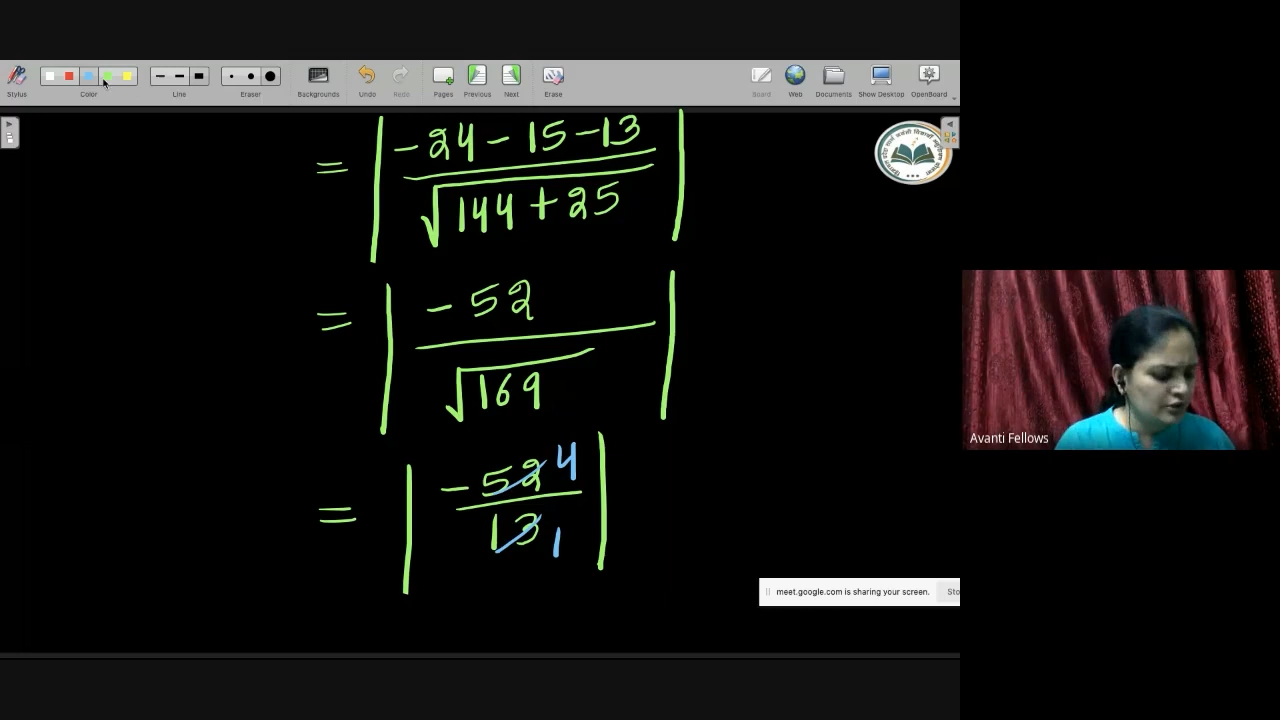 Stylus Color Line Eraser Backgrounds Undo Redo Pages Previous Next Erase Board Web Documents Show Desktop OpenBoard
= | -24 - 15 - 13 / √144 + 25 |
= | -52 / √169 |
= | -52 4 / 13 1 |
Avanti Fellows
meet.google.com is sharing your screen. Sto